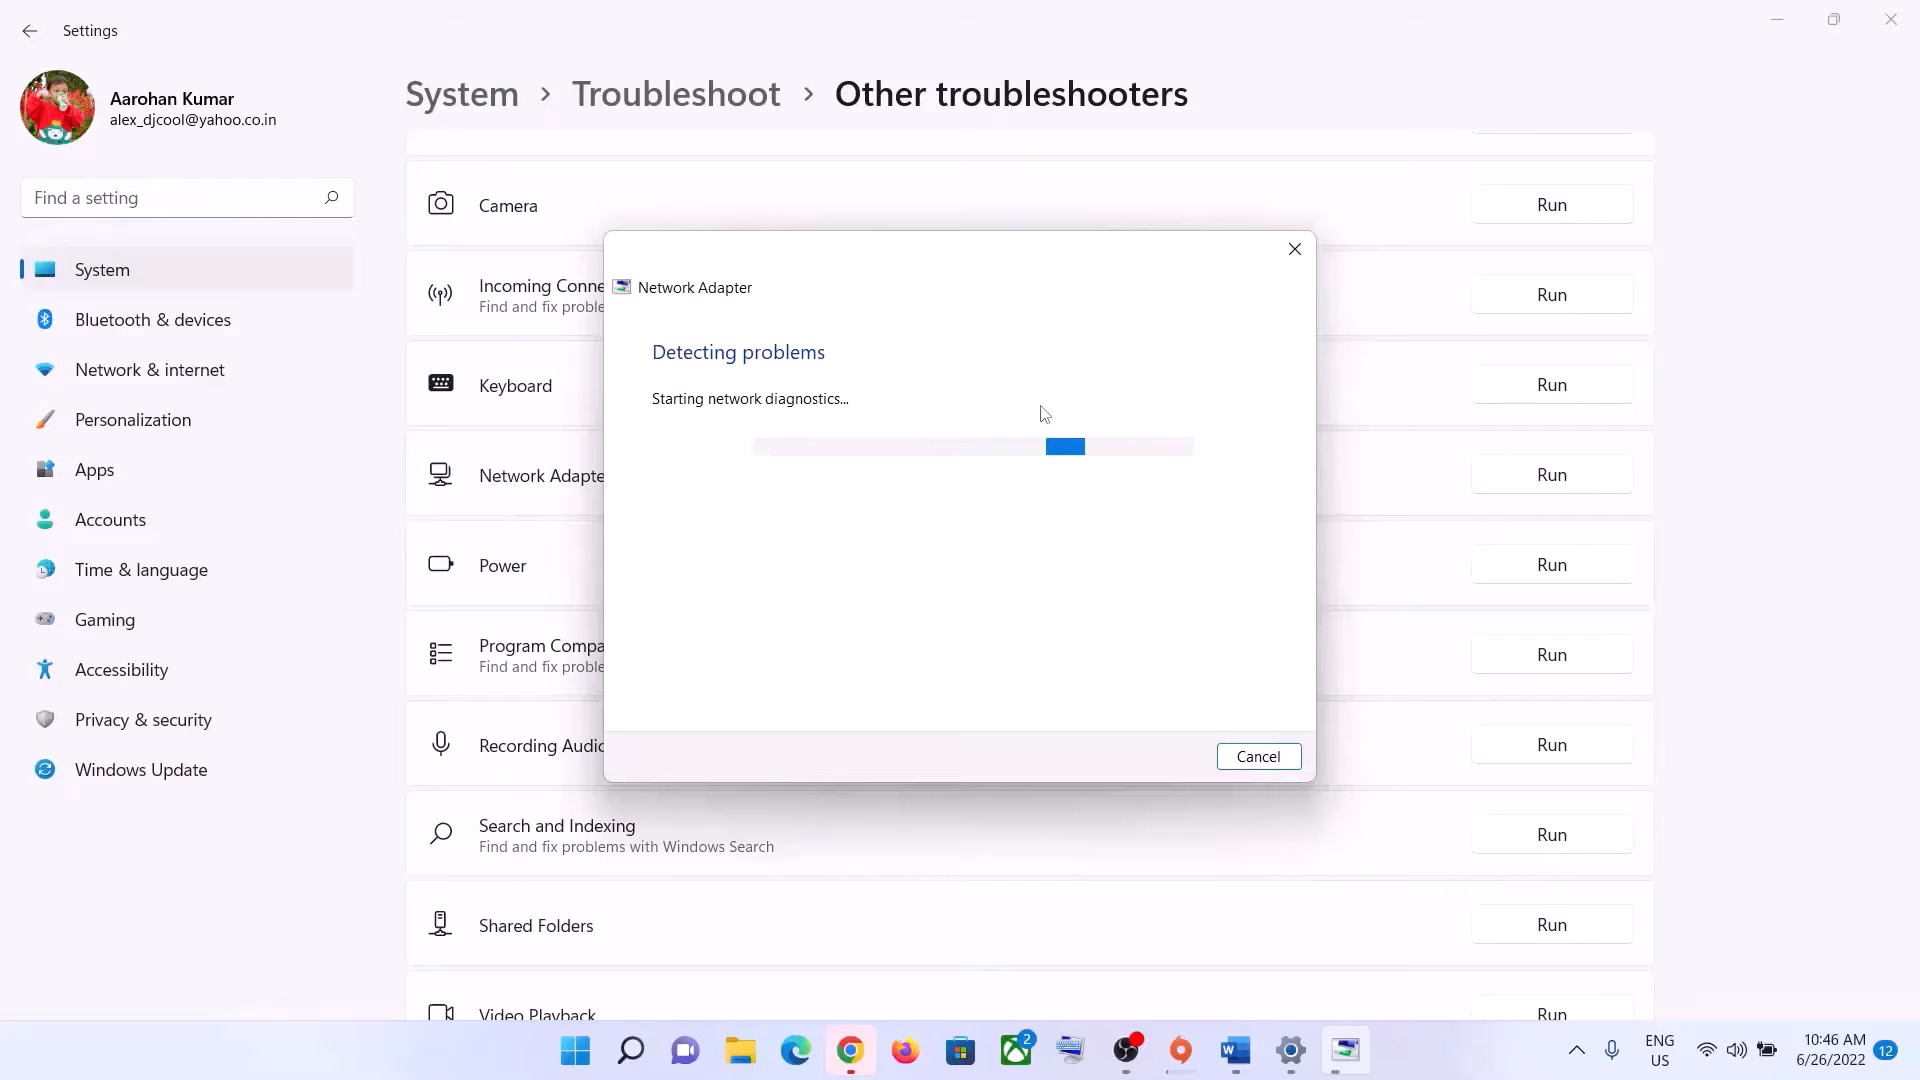 Settings
Aarohan Kumar
alex_djcool@yahoo.co.in
Find a setting
System
Bluetooth & devices
Network & internet
Personalization
Apps
Accounts
Time & language
Gaming
Accessibility
Privacy & security
Windows Update
System > Troubleshoot > Other troubleshooters
Camera
Run
Incoming Conne
Find and fix proble
Run
Keyboard
Run
Network Adapte
Run
Power
Run
Program Compa
Find and fix proble
Run
Recording Audio
Run
Search and Indexing
Find and fix problems with Windows Search
Run
Shared Folders
Run
Video Playback
Run
Network Adapter
Detecting problems
Starting network diagnostics...
Cancel
2
ENG
US
10:46 AM
6/26/2022
12